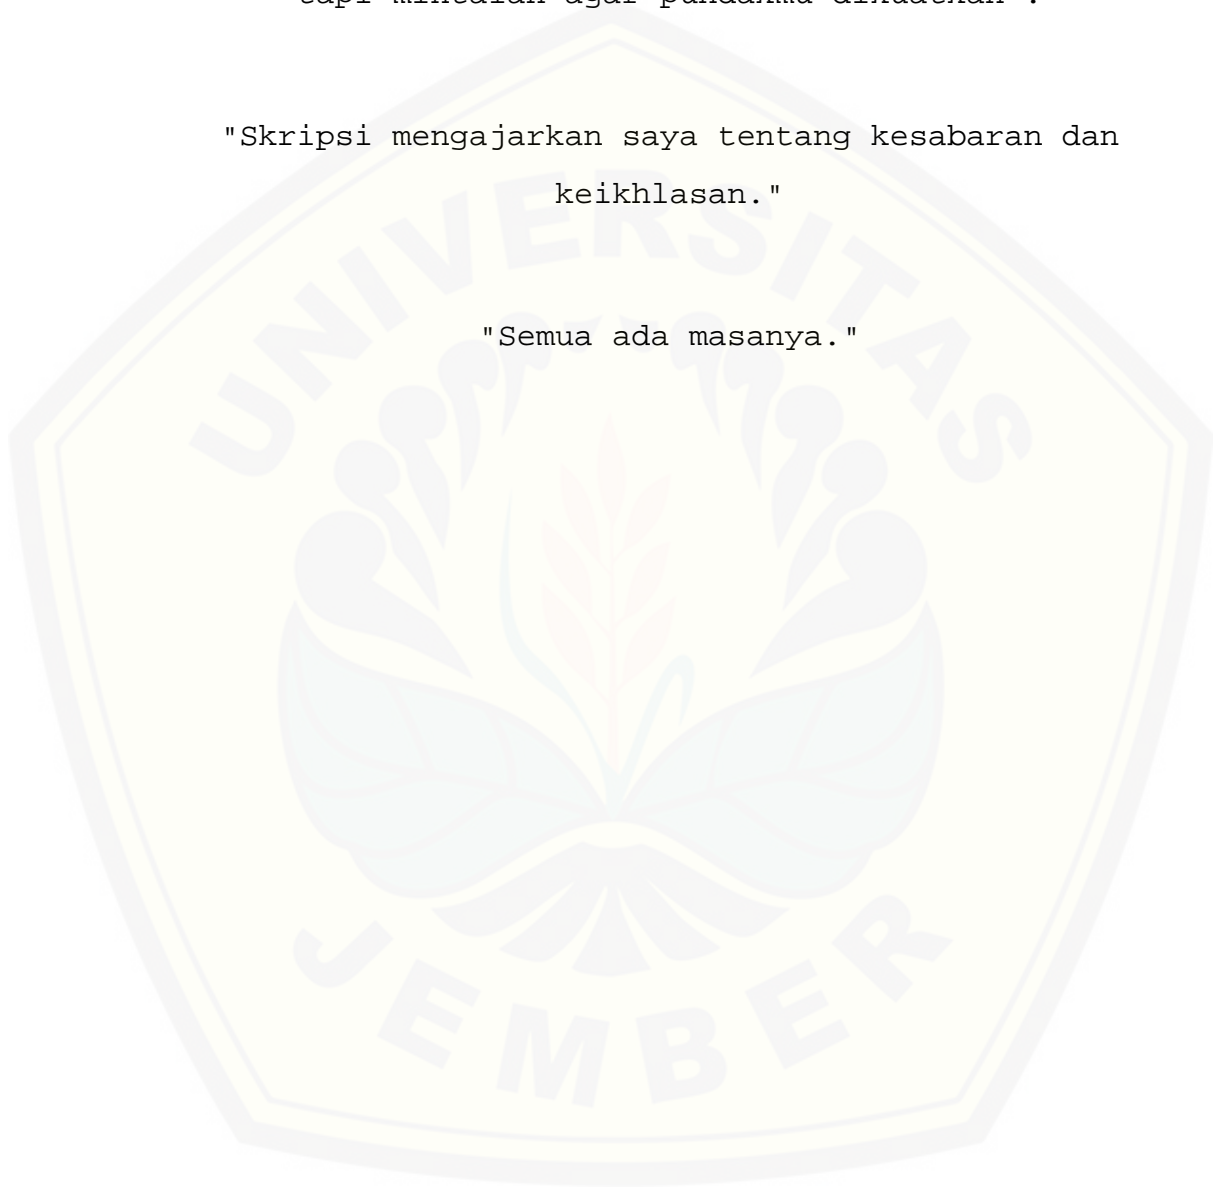 "Skripsi mengajarkan saya tentang kesabaran dan
keikhlasan."
"Semua ada masanya."
UNIVERSITAS
JEMBER